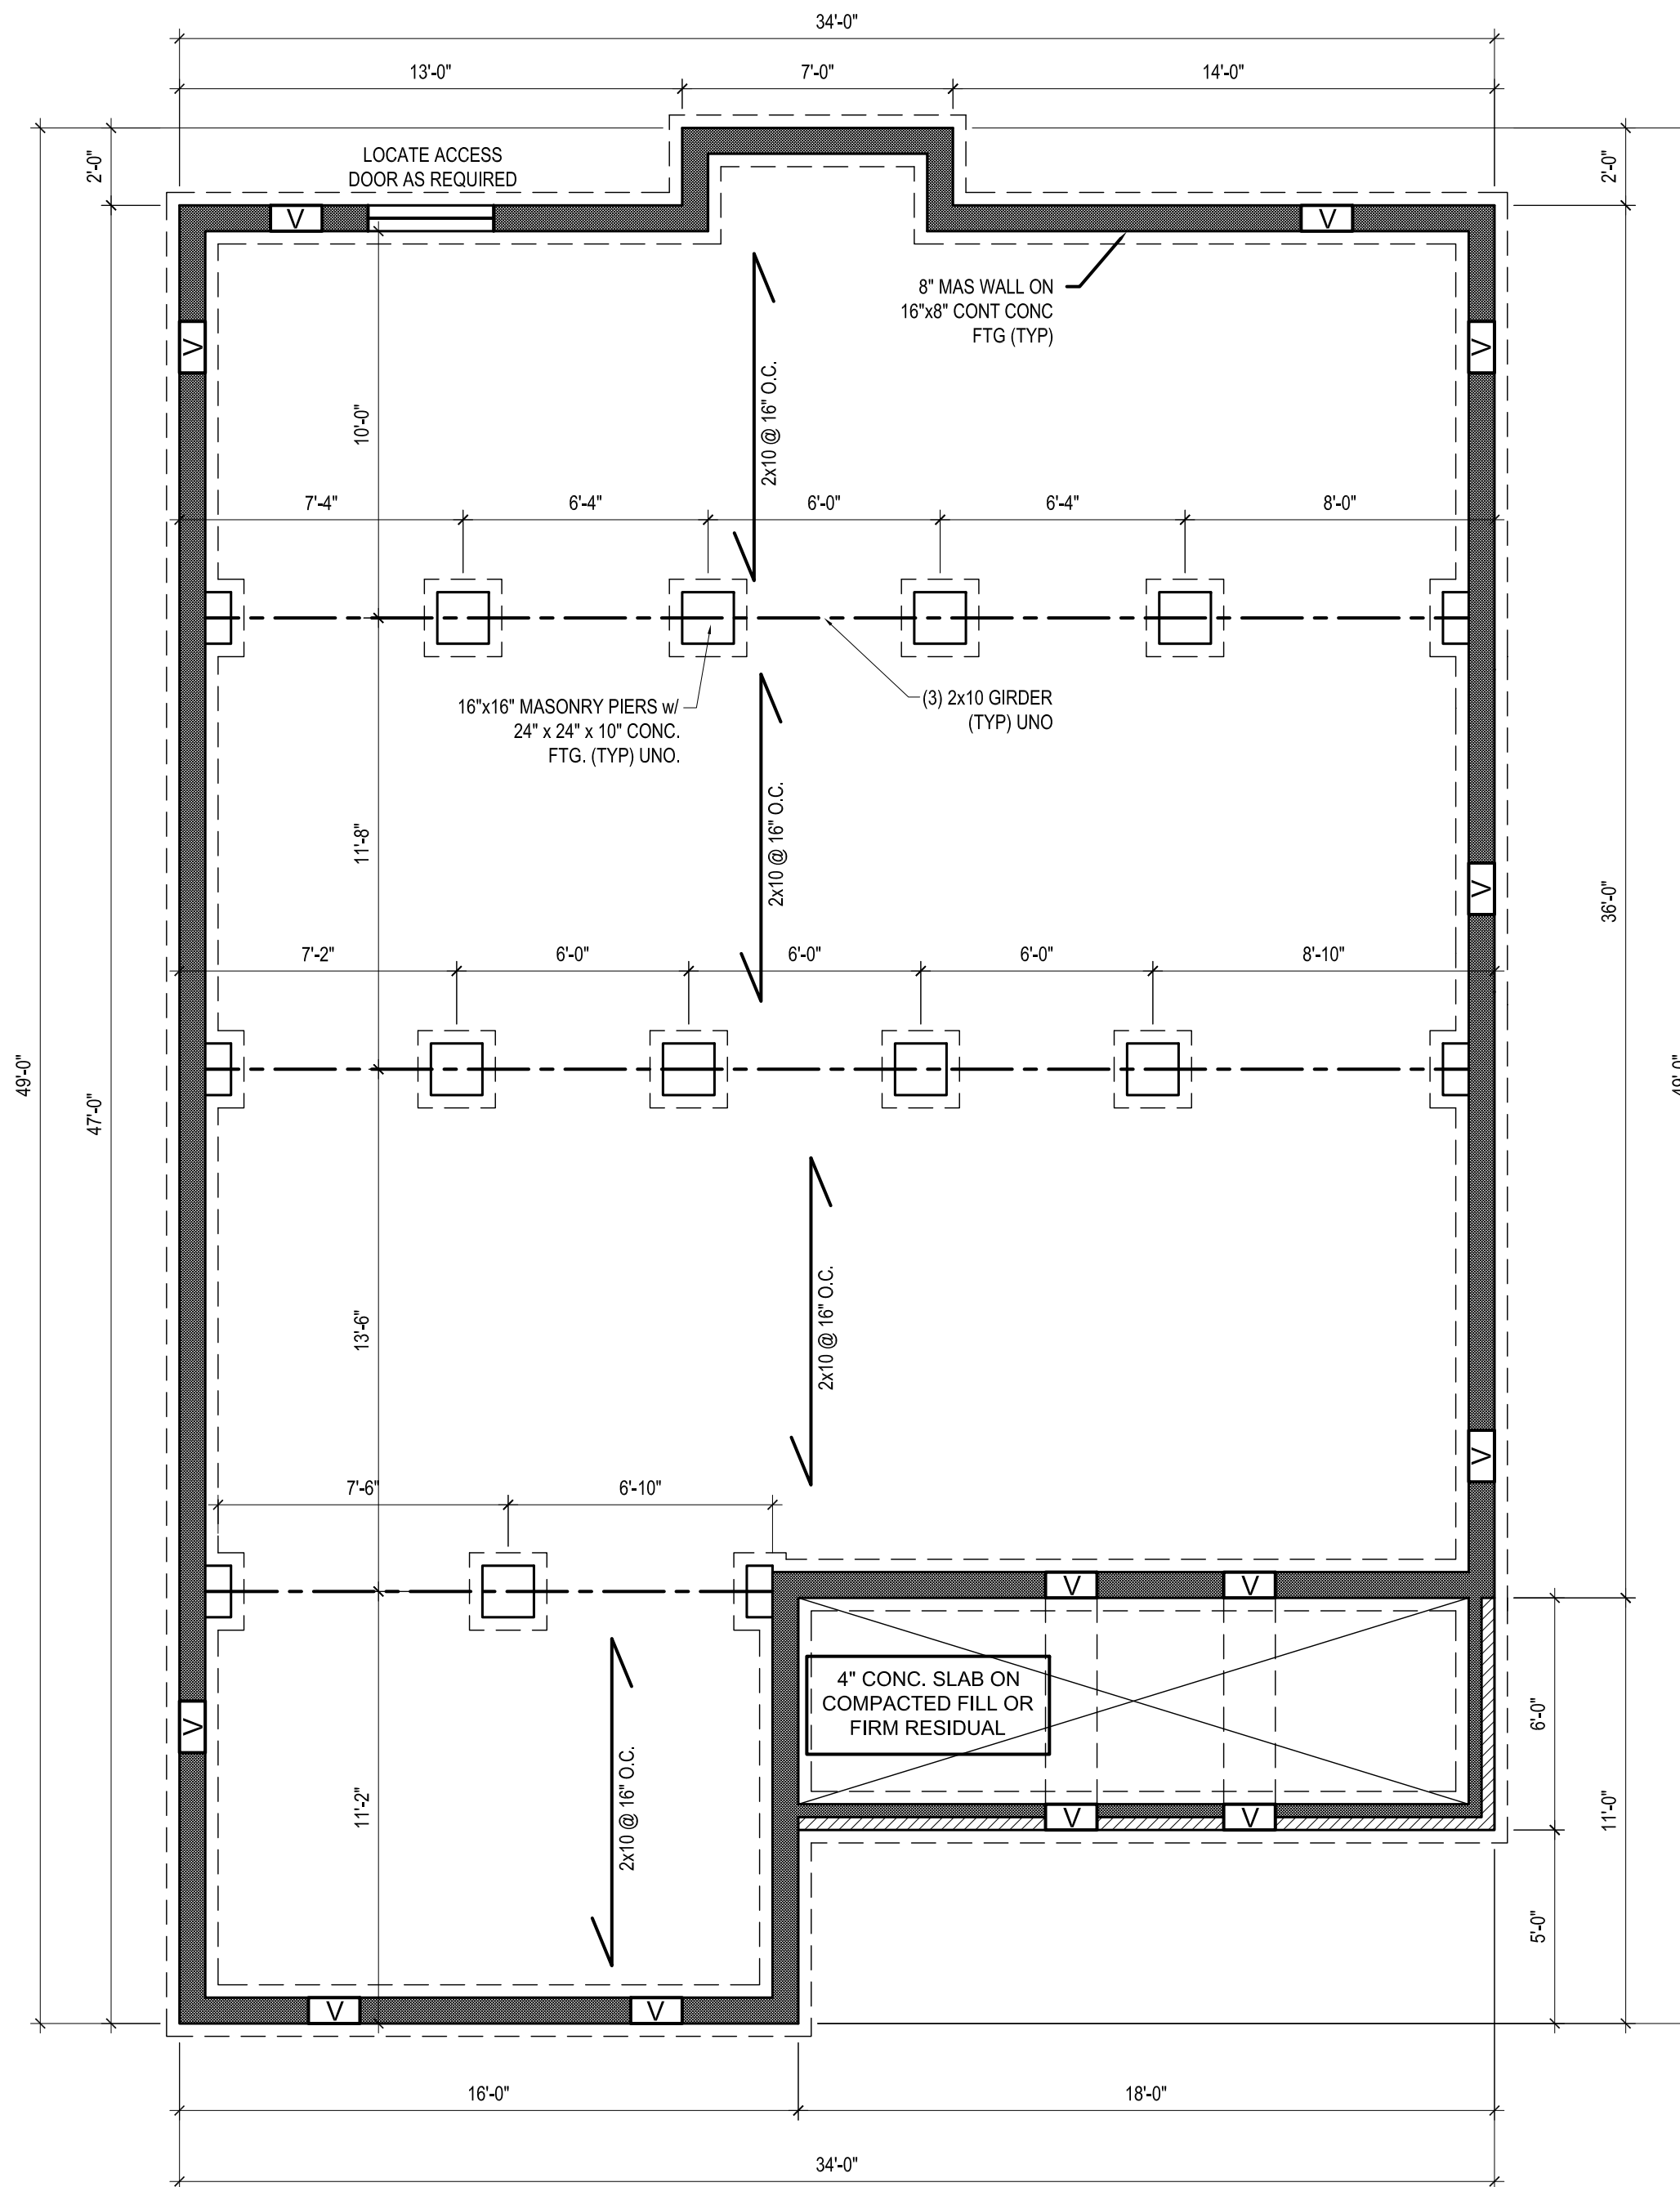 34'-0"
13'-0"
7'-0"
14'-0"
2'-0"
2'-0"
LOCATE ACCESS
DOOR AS REQUIRED
V
V
8" MAS WALL ON
16"x8" CONT CONC
FTG (TYP)
V
V
10'-0"
2x10 @ 16" O.C.
7'-4"
6'-4"
6'-0"
6'-4"
8'-0"
16"x16" MASONRY PIERS w/
24" x 24" x 10" CONC.
FTG. (TYP) UNO.
(3) 2x10 GIRDER
(TYP) UNO
11'-8"
2x10 @ 16" O.C.
V
36'-0"
7'-2"
6'-0"
6'-0"
6'-0"
8'-10"
49'-0"
47'-0"
49'-0"
13'-6"
2x10 @ 16" O.C.
V
7'-6"
6'-10"
V
V
4" CONC. SLAB ON
COMPACTED FILL OR
FIRM RESIDUAL
V
6'-0"
11'-2"
2x10 @ 16" O.C.
V
V
11'-0"
5'-0"
V
V
16'-0"
18'-0"
34'-0"